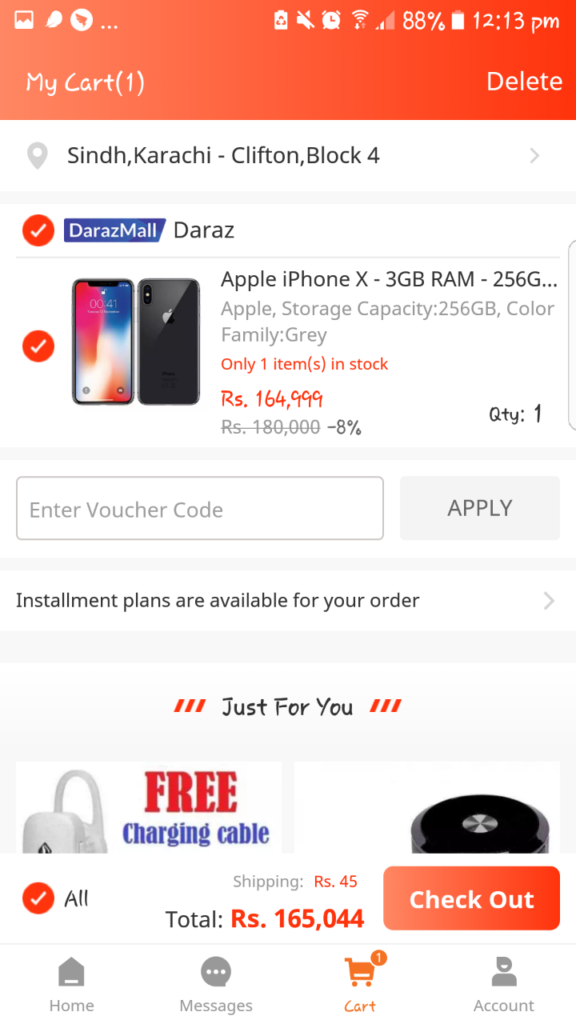 ... 88% 12:13 pm
My Cart(1) Delete
Sindh,Karachi - Clifton,Block 4
DarazMall Daraz
00:41
Apple iPhone X - 3GB RAM - 256G...
Apple, Storage Capacity:256GB, Color
Family:Grey
Only 1 item(s) in stock
Rs. 164,999
Rs. 180,000 -8%
Qty: 1
Enter Voucher Code APPLY
Installment plans are available for your order
Just For You
FREE
Charging cable
All
Shipping: Rs. 45
Total: Rs. 165,044
Check Out
1
Home Messages Cart Account